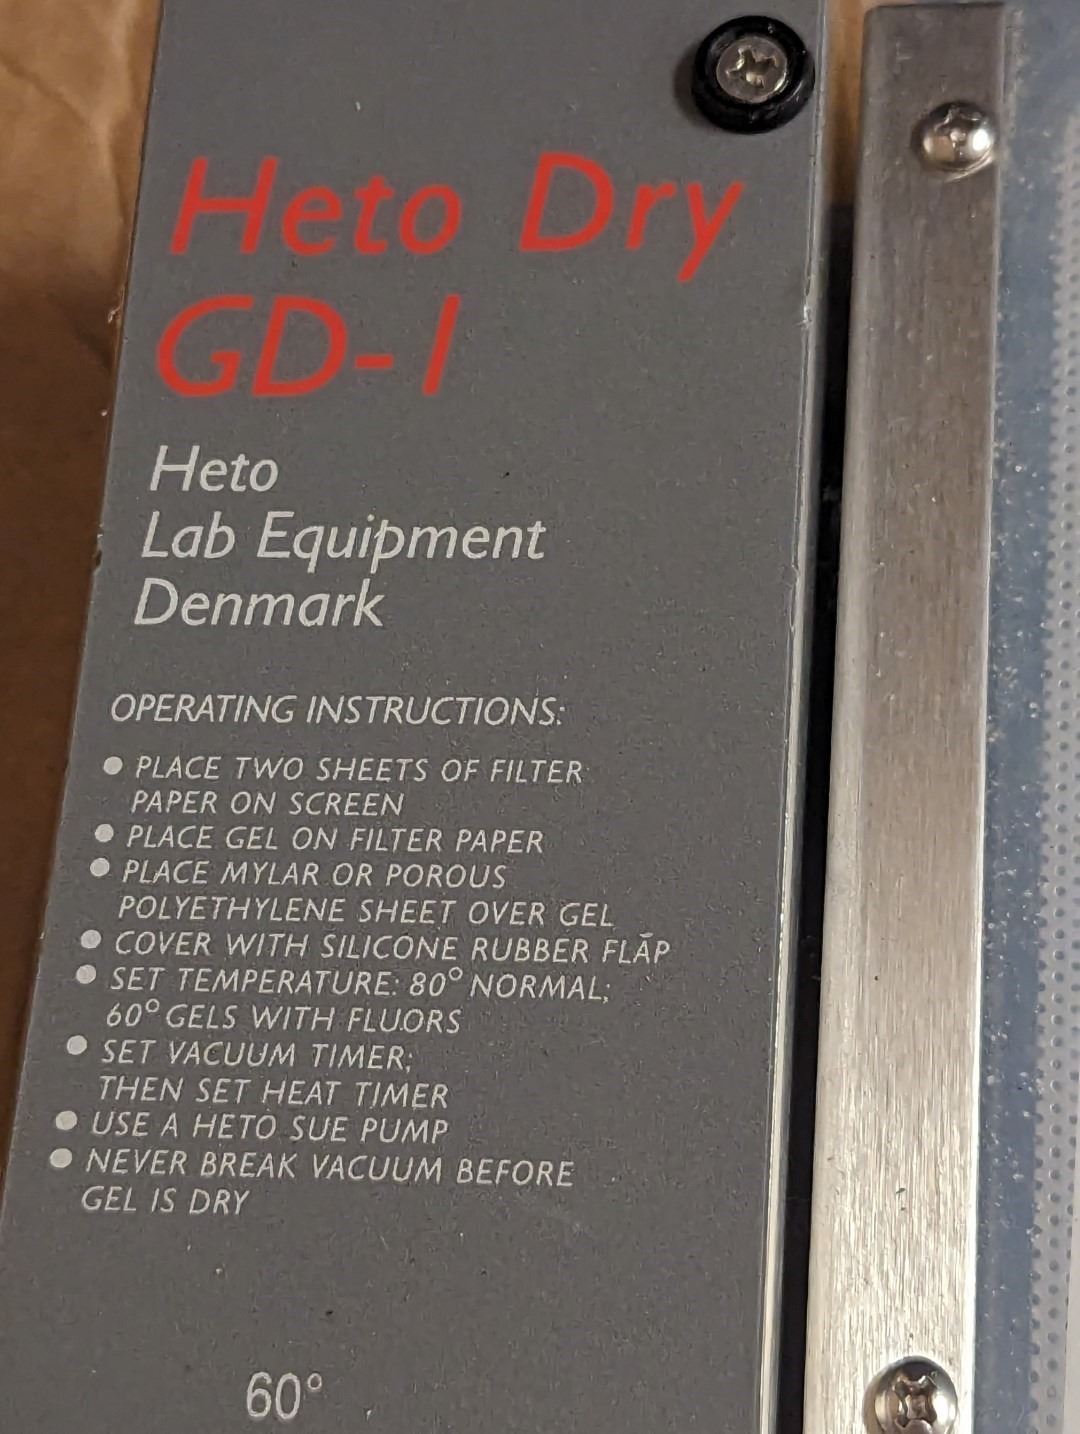 Heto Dry
GD-1
Heto
Lab Equipment
Denmark
OPERATING INSTRUCTIONS:
● PLACE TWO SHEETS OF FILTER
PAPER ON SCREEN
● PLACE GEL ON FILTER PAPER
● PLACE MYLAR OR POROUS
POLYETHYLENE SHEET OVER GEL
● COVER WITH SILICONE RUBBER FLAP
● SET TEMPERATURE: 80° NORMAL;
60° GELS WITH FLUORS
● SET VACUUM TIMER;
THEN SET HEAT TIMER
● USE A HETO SUE PUMP
● NEVER BREAK VACUUM BEFORE
GEL IS DRY
60°